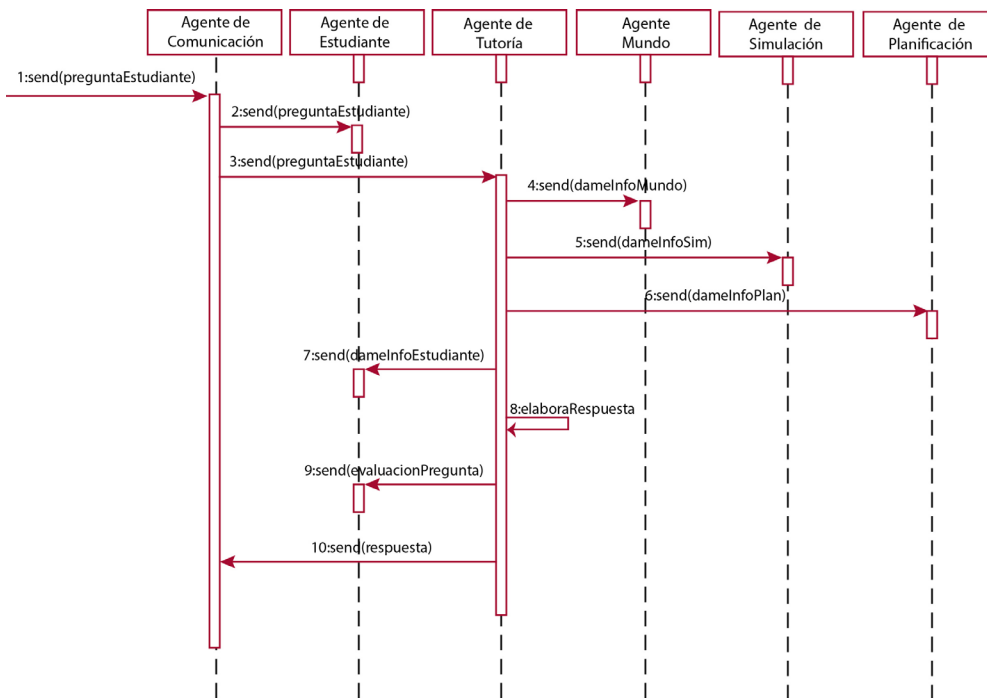 Agente de
Comunicación
Agente de
Estudiante
Agente de
Tutoría
Agente
Mundo
Agente de
Simulación
Agente de
Planificación
1:send(preguntaEstudiante)
2:send(preguntaEstudiante)
3:send(preguntaEstudiante)
4:send(dameInfoMundo)
5:send(dameInfoSim)
6:send(dameInfoPlan)
7:send(dameInfoEstudiante)
8:elaboraRespuesta
9:send(evaluacionPregunta)
10:send(respuesta)